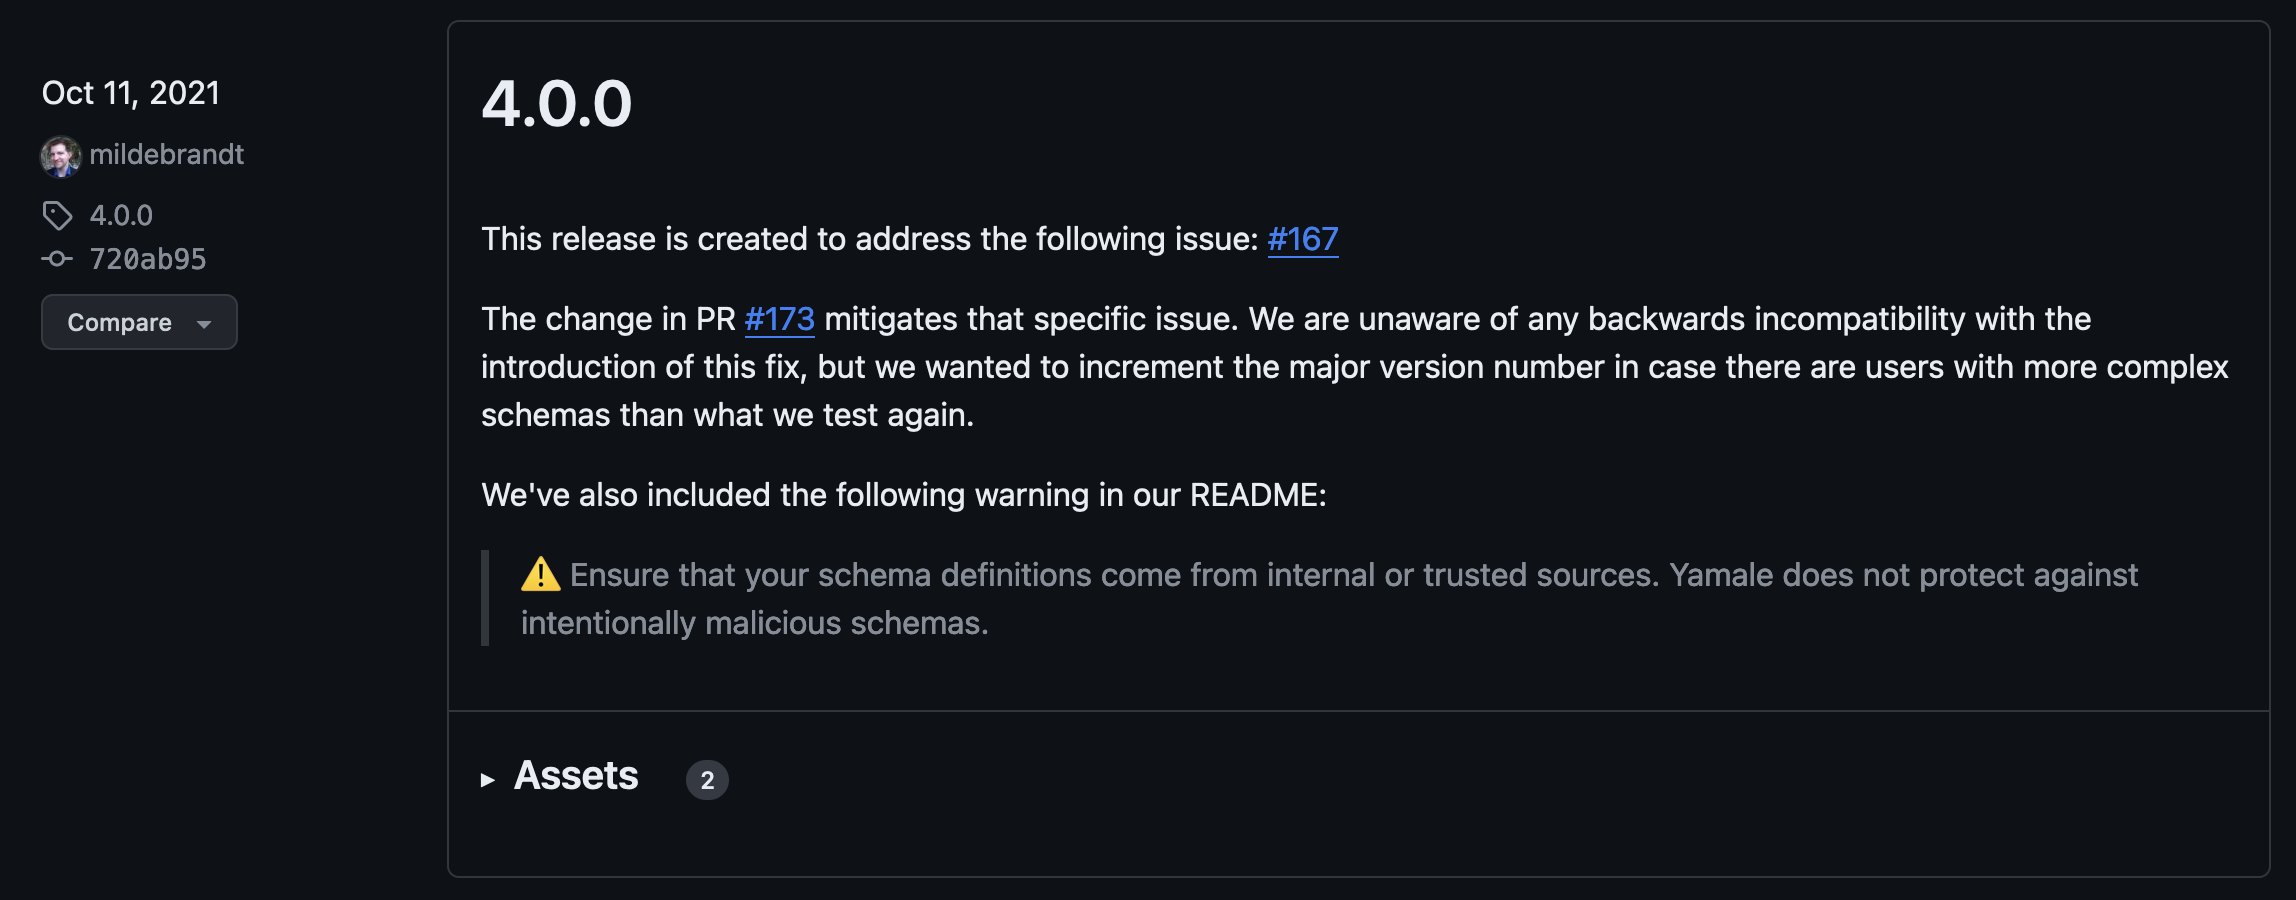 Oct 11, 2021
mildebrandt
4.0.0
720ab95
Compare
4.0.0
This release is created to address the following issue: #167
The change in PR #173 mitigates that specific issue. We are unaware of any backwards incompatibility with the
introduction of this fix, but we wanted to increment the major version number in case there are users with more complex
schemas than what we test again.
We've also included the following warning in our README:
⚠️ Ensure that your schema definitions come from internal or trusted sources. Yamale does not protect against
intentionally malicious schemas.
Assets 2